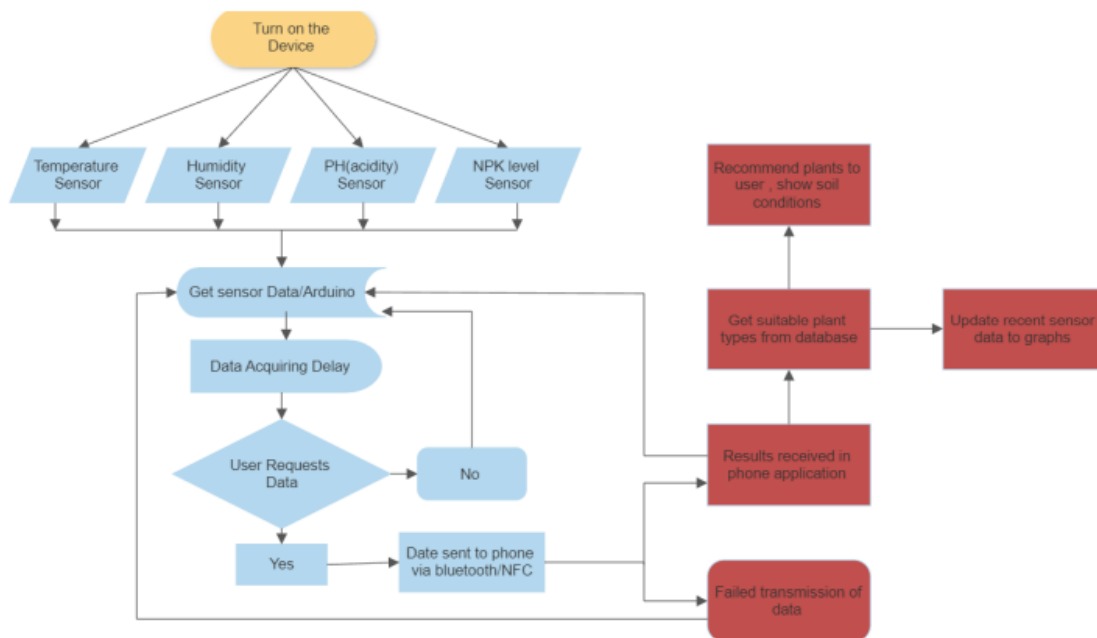 Turn on the
Device
Temperature
Sensor
Humidity
Sensor
PH(acidity)
Sensor
NPK level
Sensor
Get sensor Data/Arduino
Data Acquiring Delay
User Requests
Data
No
Yes
Date sent to phone
via bluetooth/NFC
Recommend plants to
user , show soil
conditions
Get suitable plant
types from database
Update recent sensor
data to graphs
Results received in
phone application
Failed transmission of
data